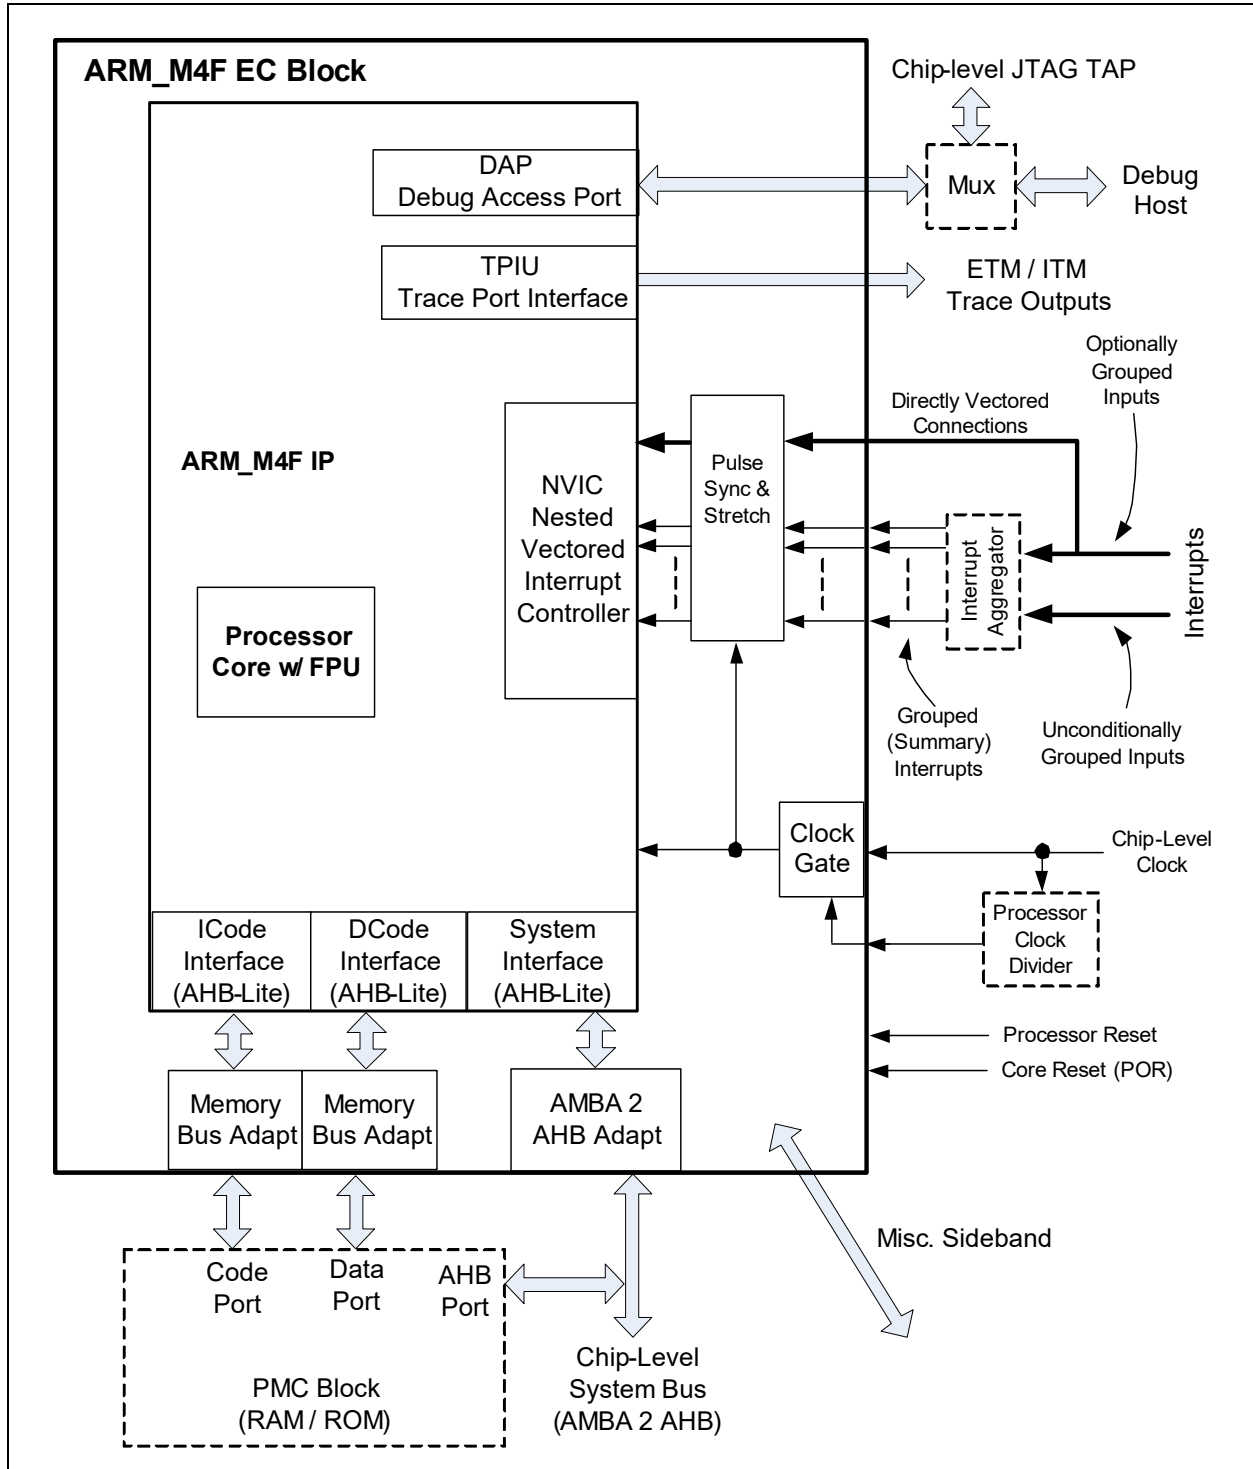 ARM_M4F EC Block
Chip-level JTAG TAP
DAP
Debug Access Port
Mux
Debug
Host
TPIU
Trace Port Interface
ETM / ITM
Trace Outputs
Optionally
Grouped
Inputs
Directly Vectored
Connections
ARM_M4F IP
NVIC
Nested
Vectored
Interrupt
Controller
Pulse
Sync &
Stretch
Interrupt
Aggregator
Interrupts
Processor
Core w/ FPU
Grouped
(Summary)
Interrupts
Unconditionally
Grouped Inputs
Clock
Gate
Chip-Level
Clock
Processor
Clock
Divider
ICode
Interface
(AHB-Lite)
DCode
Interface
(AHB-Lite)
System
Interface
(AHB-Lite)
Processor Reset
Core Reset (POR)
Memory
Bus Adapt
Memory
Bus Adapt
AMBA 2
AHB Adapt
Misc. Sideband
Code
Port
Data
Port
AHB
Port
PMC Block
(RAM / ROM)
Chip-Level
System Bus
(AMBA 2 AHB)